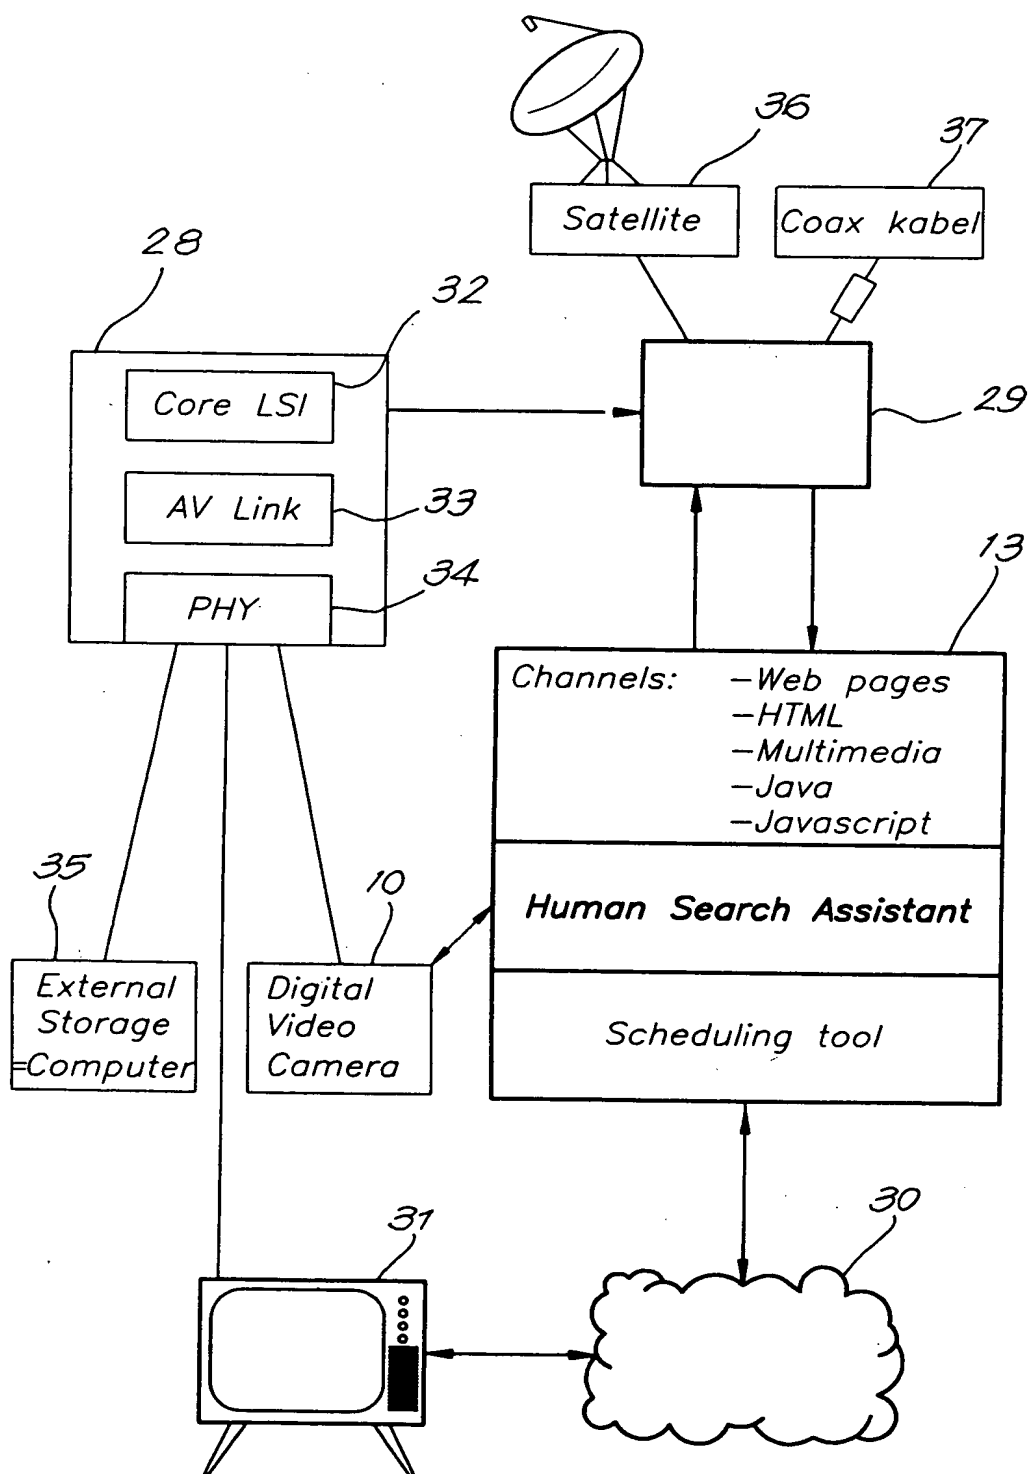 36
37
Satellite
Coax kabel
28
32
Core LSI
29
AV Link
33
13
34
PHY
Channels: –Web pages
–HTML
–Multimedia
–Java
–Javascript
35
10
Human Search Assistant
External
Storage
=Computer
Digital
Video
Camera
Scheduling tool
31
30